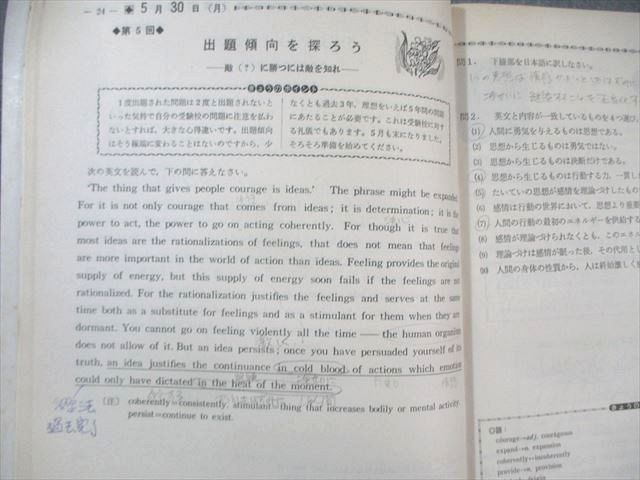 — 24 — ✚ 5月30日(月)
◆第5回◆
出題傾向を探ろう
——敵(?)に勝つには敵を知れ——
きょうのポイント
1度出題された問題は2度と出題されないと
いった気持で自分の受験校の問題に注意を払わ
ないとすれば、大きな心得違いです。出題傾向
はそう極端に変わることはないのですから、少
なくとも過去3年、理想をいえば5年間の問題
にあたることが必要です。これは受験校に対す
る礼儀でもあります。5月も末になりました。
そろそろ準備を始めてください。
次の英文を読んで、下の問に答えなさい。
'The thing that gives people courage is ideas.' The phrase might be expanded.
For it is not only courage that comes from ideas; it is determination; it is the
power to act, the power to go on acting coherently. For though it is true that
most ideas are the rationalizations of feelings, that does not mean that feelings
are more important in the world of action than ideas. Feeling provides the original
supply of energy, but this supply of energy soon fails if the feelings are not
rationalized. For the rationalization justifies the feelings and serves at the same
time both as a substitute for feelings and as a stimulant for them when they are
dormant. You cannot go on feeling violently all the time —— the human organism
does not allow of it. But an idea persists; once you have persuaded yourself of its
truth, an idea justifies the continuance in cold blood of actions which emotion
could only have dictated in the heat of the moment.
(注) coherently=consistently. stimulant=thing that increases bodily or mental activity.
persist=continue to exist.
仮定法
過去完了
問1. 下線部を日本語に訳しなさい。
問2. 英文と内容が一致しているものを4つ選
(1) 人間に勇気を与えるものは思想である。
(2) 思想から生じるものは勇気ではない。
(3) 思想から生じるものは決断だけである。
(4) 思想から生じるものは行動する力、一貫し
(5) たいていの思想が感情を理論づけしたもの
(6) 感情は行動の世界において、思想より重要
(7) 人間の行動の最初のエネルギーを供給する
(8) 感情が理論づけられなくとも、このエネル
(9) 理論づけは感情が眠った後、その代用とし
(10) 人間の身体の性質から、人は終始激しい感
きょうの
◎語:
courage→adj. courageous
expand→n. expansion
coherently↔incoherently
provide→n. provision